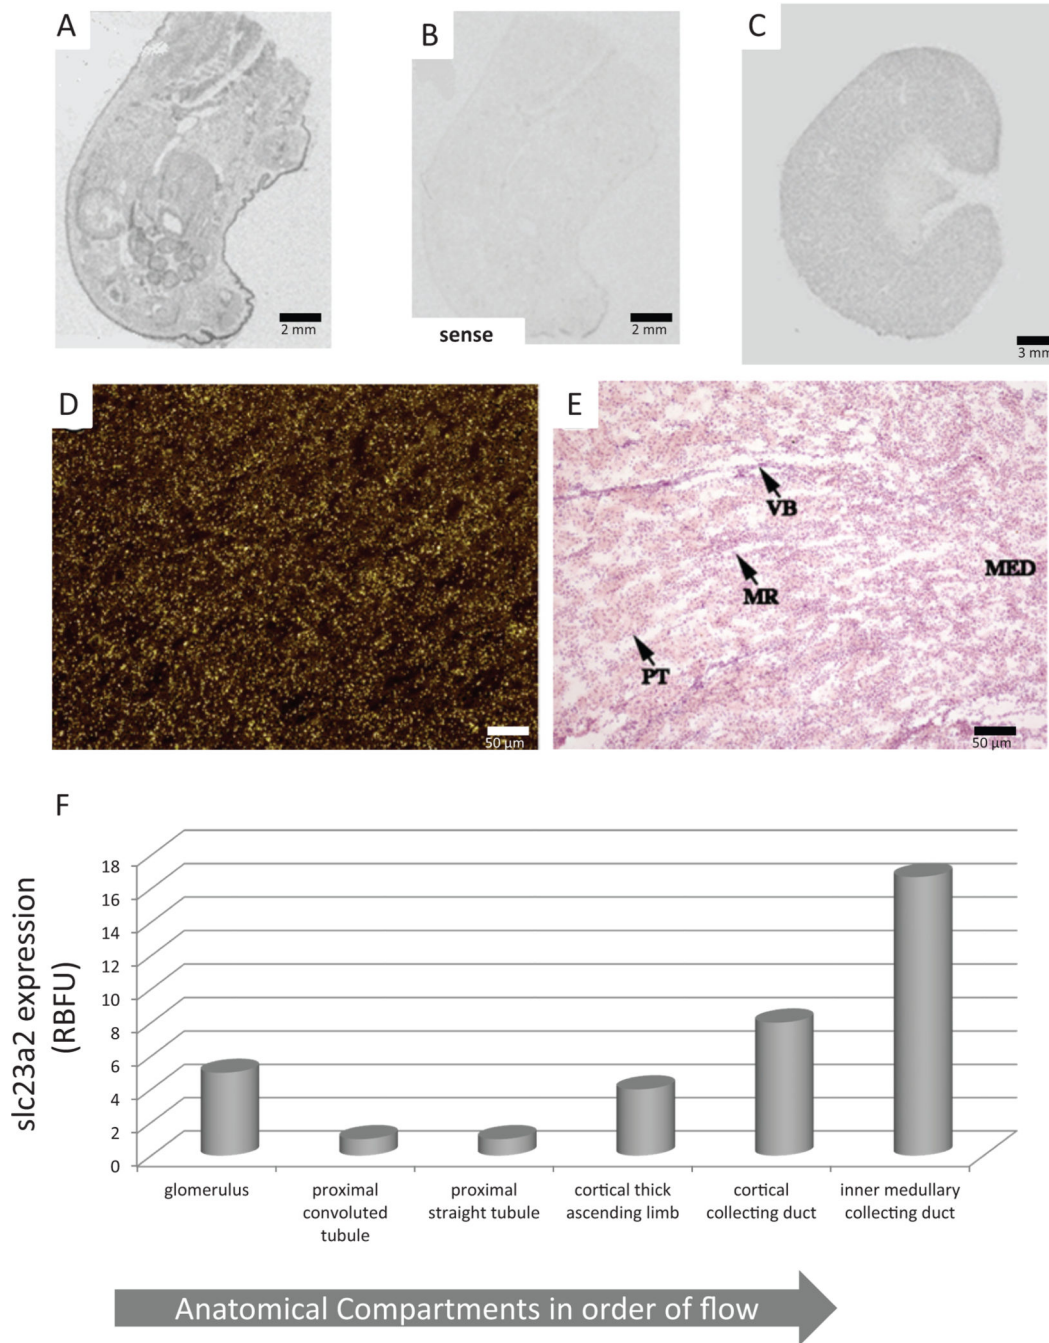 A
B
C
2 mm
sense
2 mm
3 mm
D
E
VB
MR
MED
PT
50 µm
50 µm
F
slc23a2 expression
(RBFU)
18
16
14
12
10
8
6
4
2
0
glomerulus
proximal
convoluted
tubule
proximal
straight tubule
cortical thick
ascending limb
cortical
collecting duct
inner medullary
collecting duct
Anatomical Compartments in order of flow